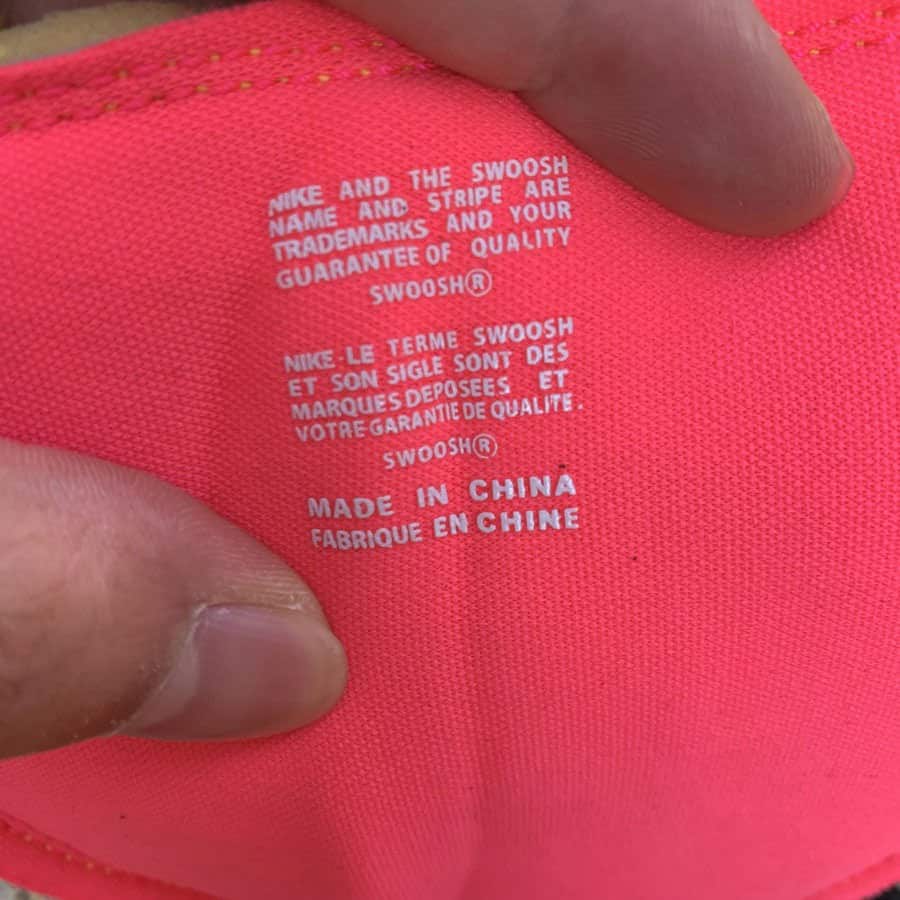 NIKE AND THE SWOOSH
NAME AND STRIPE ARE
TRADEMARKS AND YOUR
GUARANTEE OF QUALITY
SWOOSH®
NIKE-LE TERME SWOOSH
ET SON SIGLE SONT DES
MARQUES DEPOSEES ET
VOTRE GARANTIE DE QUALITE.
SWOOSH®
MADE IN CHINA
FABRIQUE EN CHINE